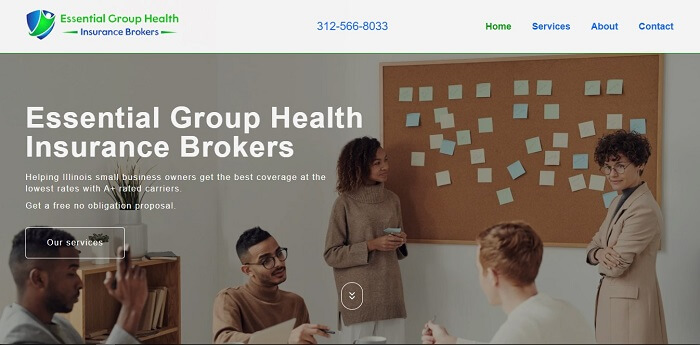 Essential Group Health
Insurance Brokers
312-566-8033
Home Services About Contact
Essential Group Health
Insurance Brokers
Helping Illinois small business owners get the best coverage at the
lowest rates with A+ rated carriers.
Get a free no obligation proposal.
Our services